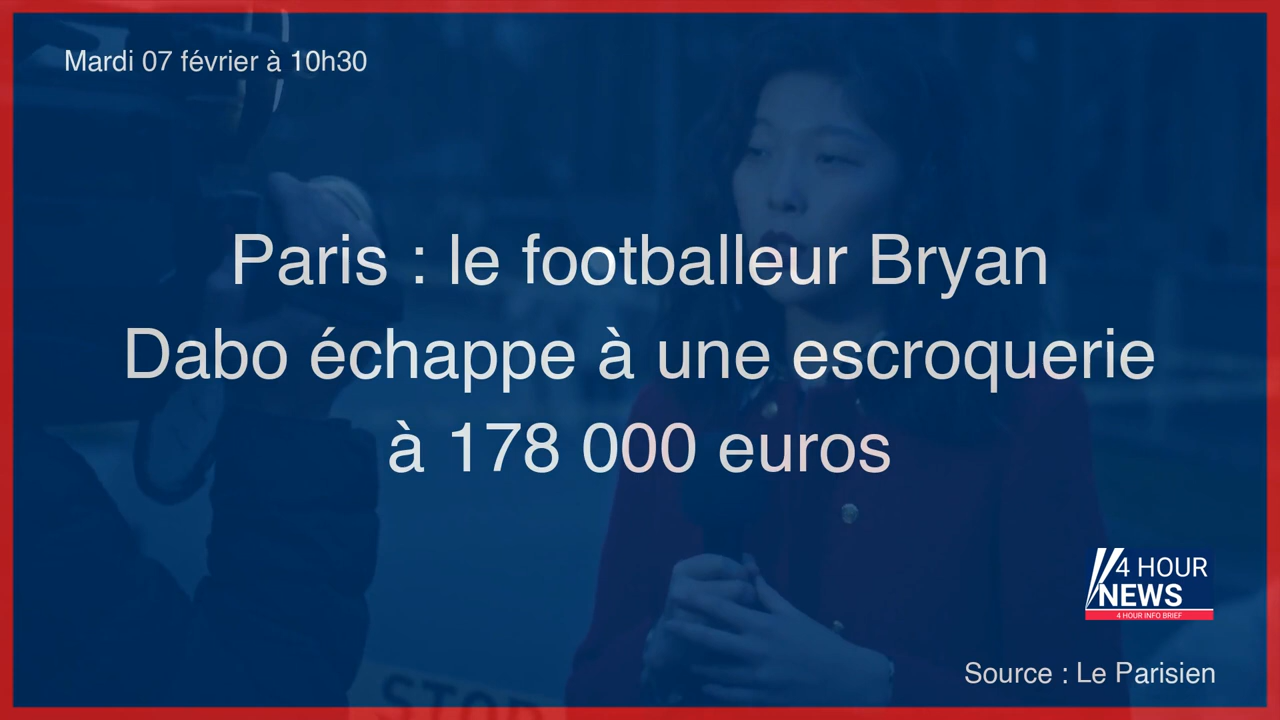 Mardi 07 février à 10h30
Paris : le footballeur Bryan
Dabo échappe à une escroquerie
à 178 000 euros
4 HOUR
NEWS
4 HOUR INFO BRIEF
Source : Le Parisien
STOP